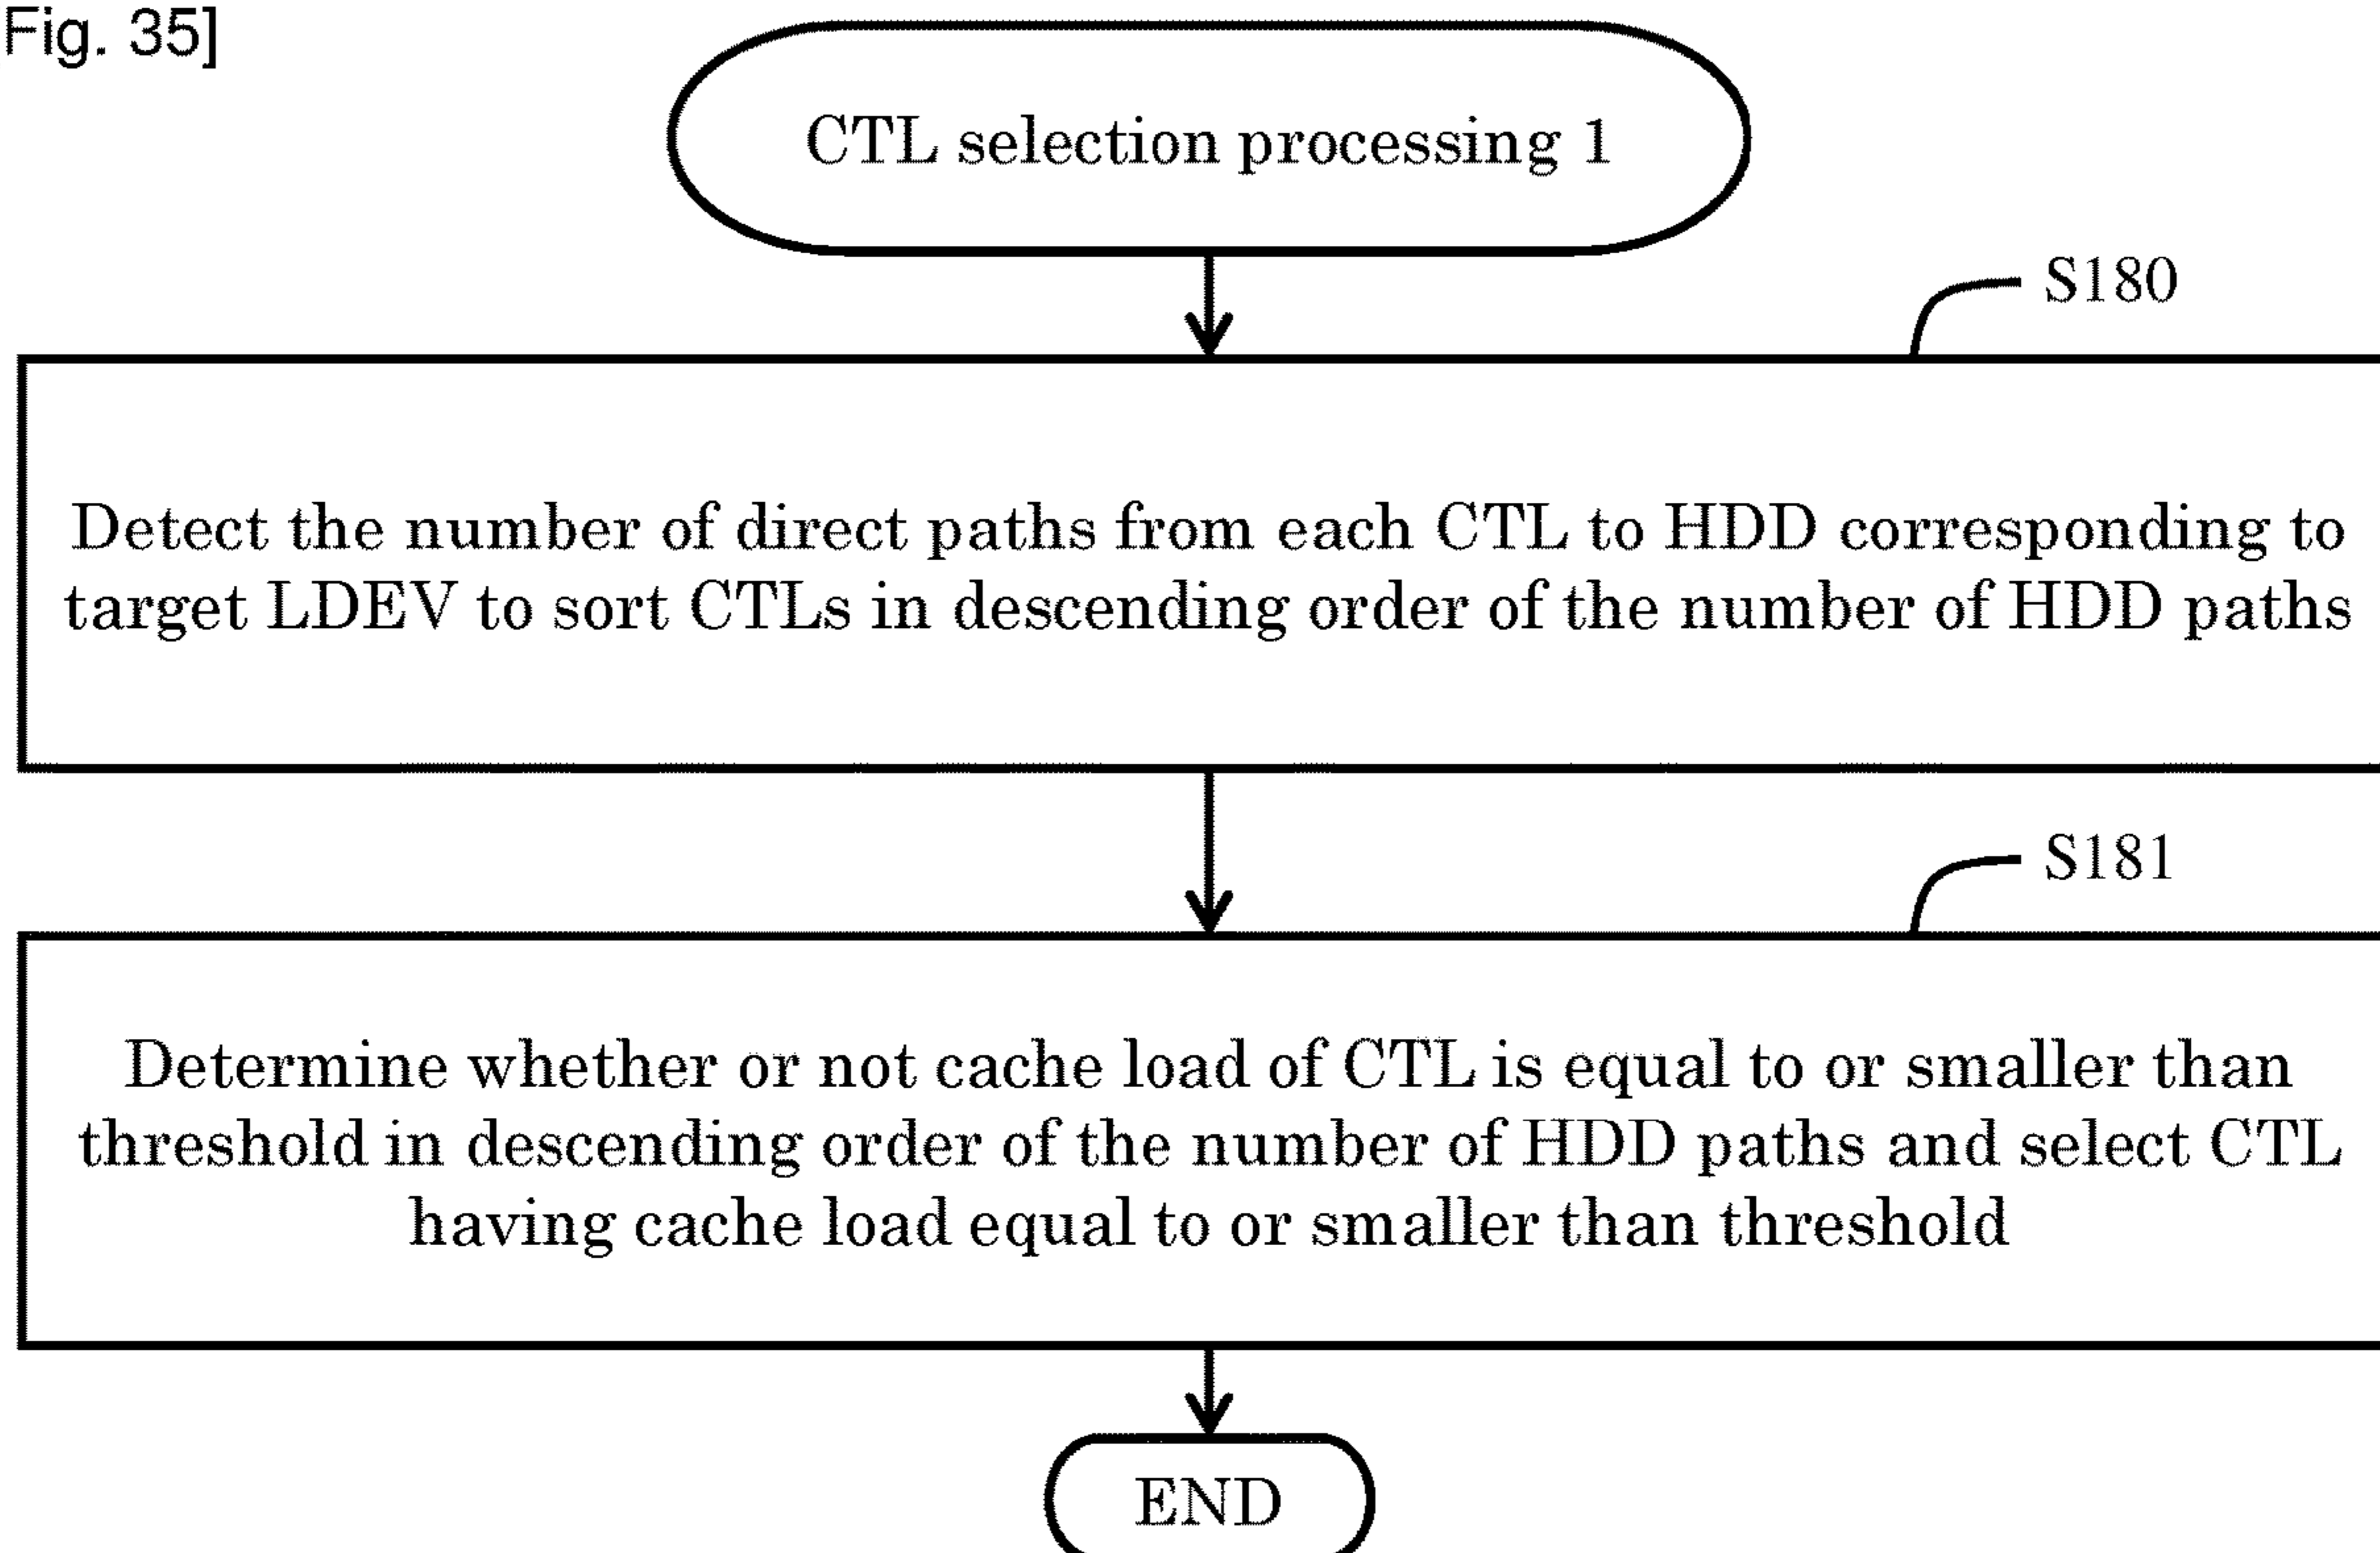 Fig. 35]
CTL selection processing 1
S180
Detect the number of direct paths from each CTL to HDD corresponding to
target LDEV to sort CTLs in descending order of the number of HDD paths
S181
Determine whether or not cache load of CTL is equal to or smaller than
threshold in descending order of the number of HDD paths and select CTL
having cache load equal to or smaller than threshold
END